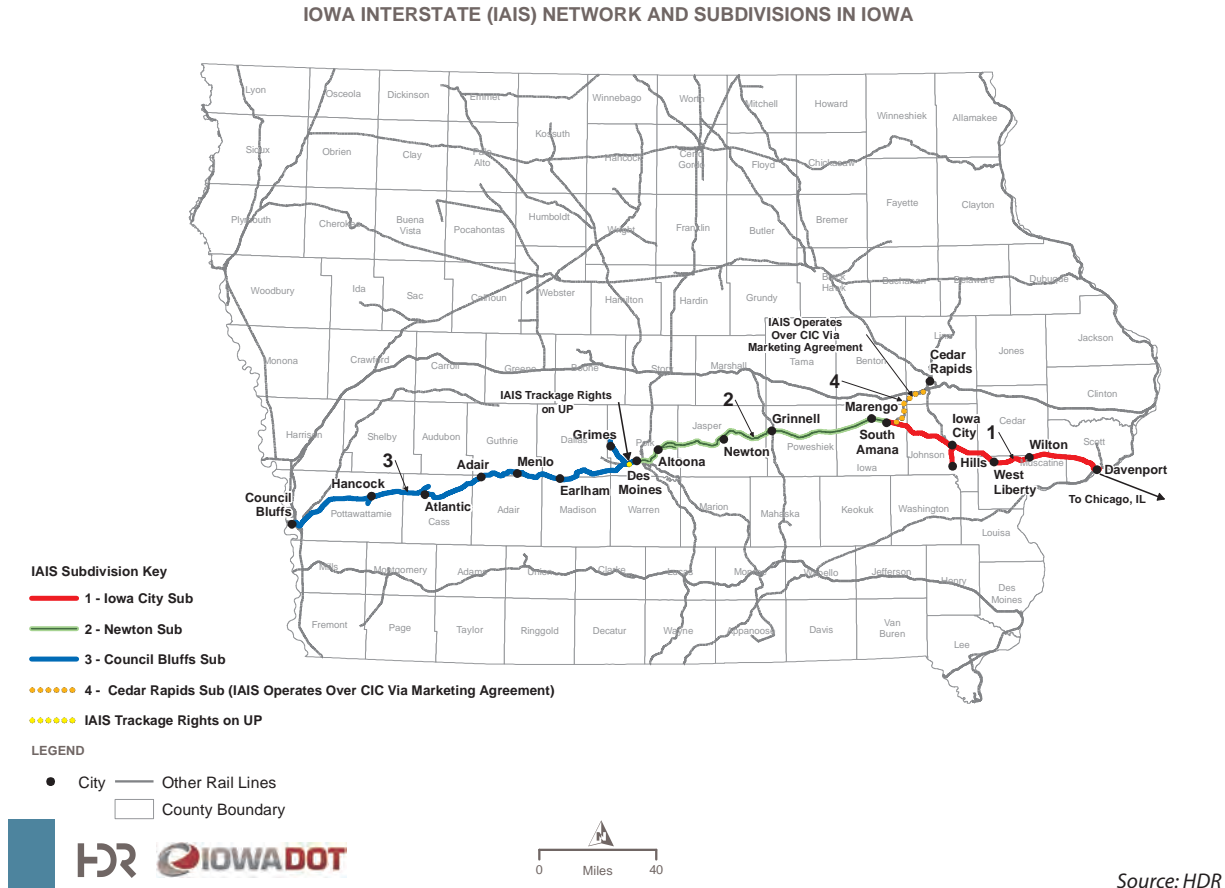 IOWA INTERSTATE (IAIS) NETWORK AND SUBDIVISIONS IN IOWA
Lyon
Osceola
Dickinson
Emmet
Winnebago
Worth
Mitchell
Howard
Winneshiek
Allamakee
Kossuth
Sioux
Obrien
Clay
Palo
Alto
Hancock
Cerro
Gordo
Floyd
Chickasaw
Plymouth
Cherokee
Buena
Vista
Pocahontas
Humboldt
Wright
Franklin
Butler
Bremer
Fayette
Clayton
Woodbury
Ida
Sac
Calhoun
Webster
Hamilton
Hardin
Grundy
Black
Hawk
Buchanan
Delaware
Dubuque
IAIS Operates
Over CIC Via
Marketing Agreement
Monona
Crawford
Carroll
Greene
Boone
Story
Marshall
Tama
Benton
Linn
Jones
Jackson
Cedar
Rapids
4
Clinton
IAIS Trackage Rights
on UP
2
Harrison
Shelby
Audubon
Guthrie
Dallas
Polk
Jasper
Poweshiek
Iowa
Johnson
Cedar
Scott
Muscatine
Grimes
Grinnell
Marengo
South
Amana
Iowa
City
1
Wilton
3
Adair
Menlo
Altoona
Newton
Hills
West
Liberty
Davenport
To Chicago, IL
Council
Bluffs
Hancock
Atlantic
Earlham
Des
Moines
Pottawattamie
Cass
Adair
Madison
Warren
Marion
Mahaska
Keokuk
Washington
Louisa
Mills
Montgomery
Adams
Union
Clarke
Lucas
Monroe
Wapello
Jefferson
Henry
Des
Moines
Fremont
Page
Taylor
Ringgold
Decatur
Wayne
Appanoose
Davis
Van
Buren
Lee
IAIS Subdivision Key
1 - Iowa City Sub
2 - Newton Sub
3 - Council Bluffs Sub
4 - Cedar Rapids Sub (IAIS Operates Over CIC Via Marketing Agreement)
IAIS Trackage Rights on UP
LEGEND
City
Other Rail Lines
County Boundary
HDR
IOWADOT
N
0 Miles 40
Source: HDR